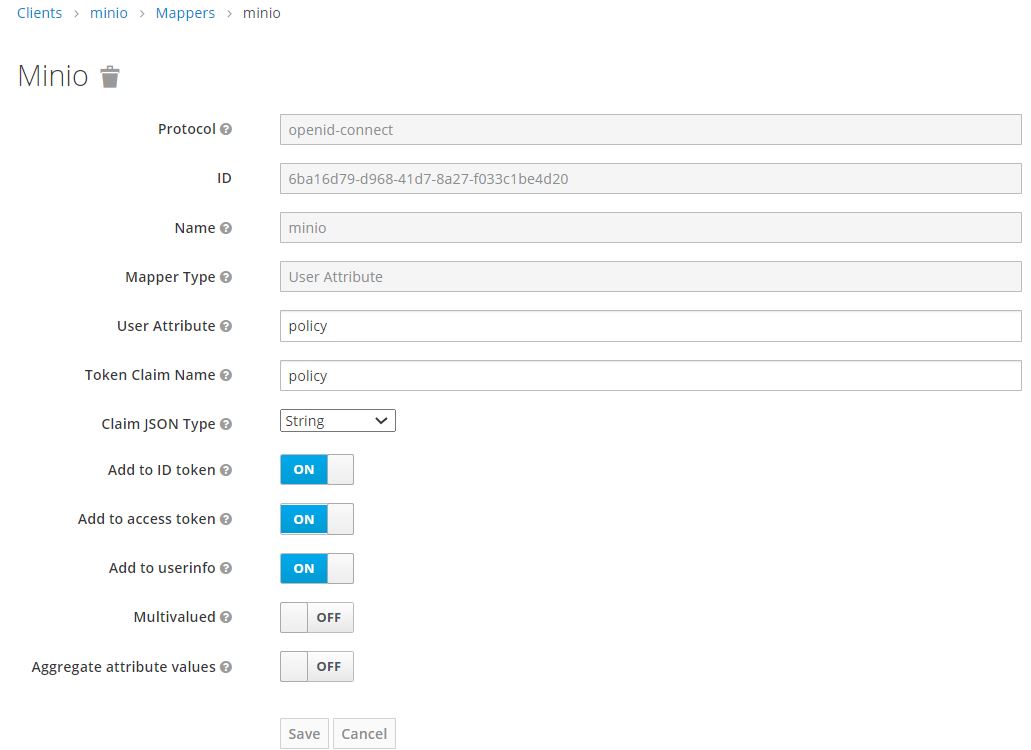 Clients > minio > Mappers > minio
Minio
Protocol ? openid-connect
ID 6ba16d79-d968-41d7-8a27-f033c1be4d20
Name ? minio
Mapper Type ? User Attribute
User Attribute ? policy
Token Claim Name ? policy
Claim JSON Type ? String
Add to ID token ? ON
Add to access token ? ON
Add to userinfo ? ON
Multivalued ? OFF
Aggregate attribute values ? OFF
Save Cancel